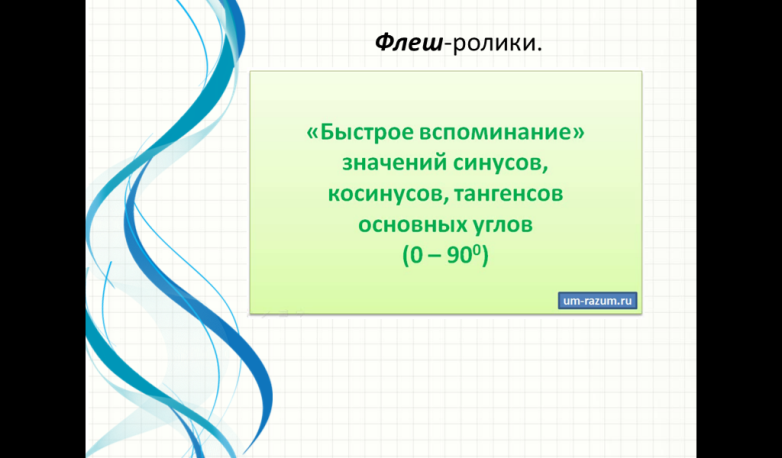 Флеш-ролики.
«Быстрое вспоминание»
значений синусов,
косинусов, тангенсов
основных углов
(0 – 90⁰)
um-razum.ru